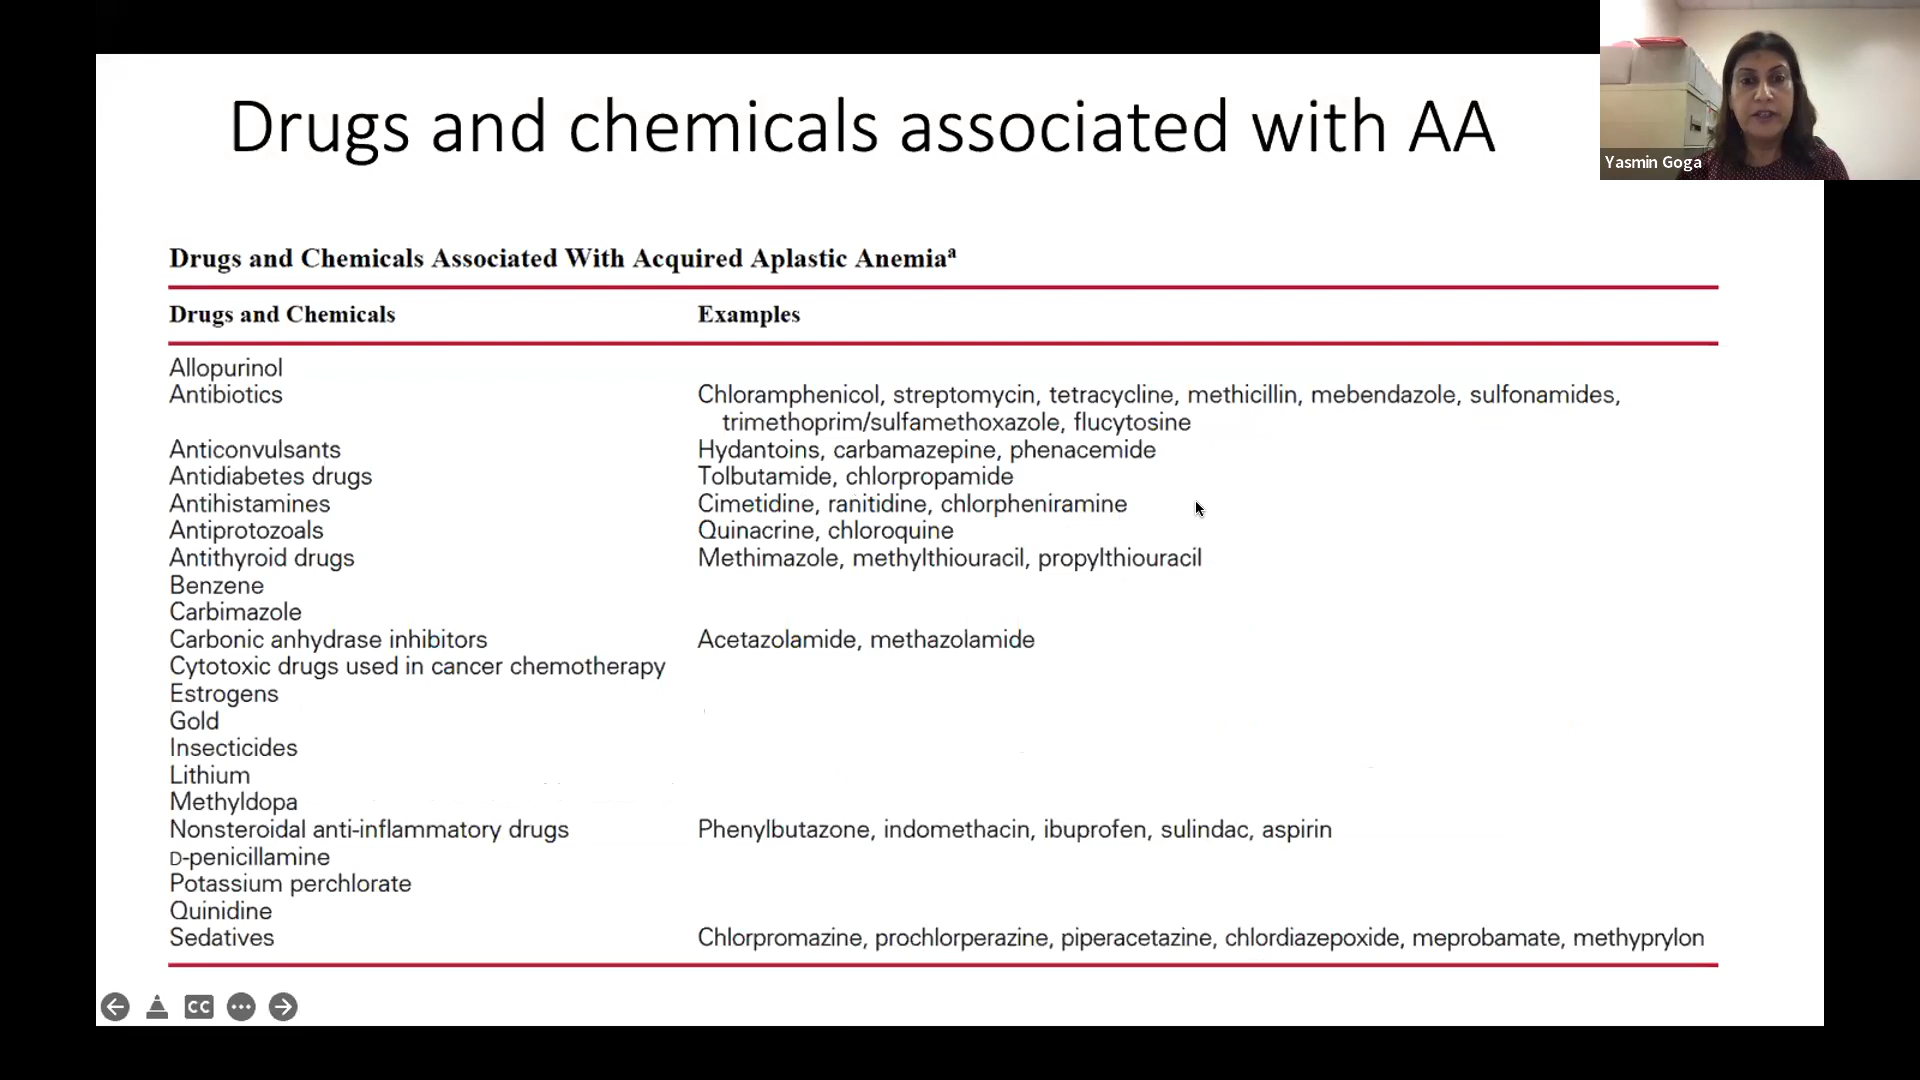 Drugs and chemicals associated with AA
Yasmin Goga
Drugs and Chemicals Associated With Acquired Aplastic Anemiaᵃ
Drugs and Chemicals Examples
Allopurinol
Antibiotics Chloramphenicol, streptomycin, tetracycline, methicillin, mebendazole, sulfonamides,
trimethoprim/sulfamethoxazole, flucytosine
Anticonvulsants Hydantoins, carbamazepine, phenacemide
Antidiabetes drugs Tolbutamide, chlorpropamide
Antihistamines Cimetidine, ranitidine, chlorpheniramine
Antiprotozoals Quinacrine, chloroquine
Antithyroid drugs Methimazole, methylthiouracil, propylthiouracil
Benzene
Carbimazole
Carbonic anhydrase inhibitors Acetazolamide, methazolamide
Cytotoxic drugs used in cancer chemotherapy
Estrogens
Gold
Insecticides
Lithium
Methyldopa
Nonsteroidal anti-inflammatory drugs Phenylbutazone, indomethacin, ibuprofen, sulindac, aspirin
D-penicillamine
Potassium perchlorate
Quinidine
Sedatives Chlorpromazine, prochlorperazine, piperacetazine, chlordiazepoxide, meprobamate, methyprylon
CC